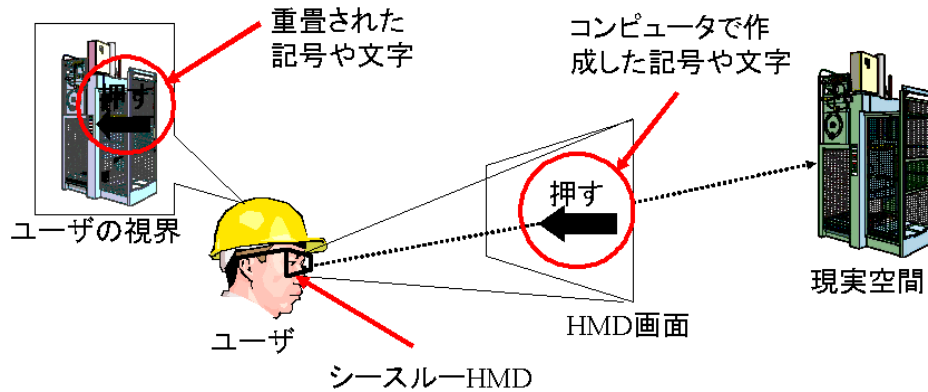 重畳された
記号や文字
コンピュータで作
成した記号や文字
押す
ユーザの視界
押す
現実空間
HMD画面
ユーザ
シースルーHMD